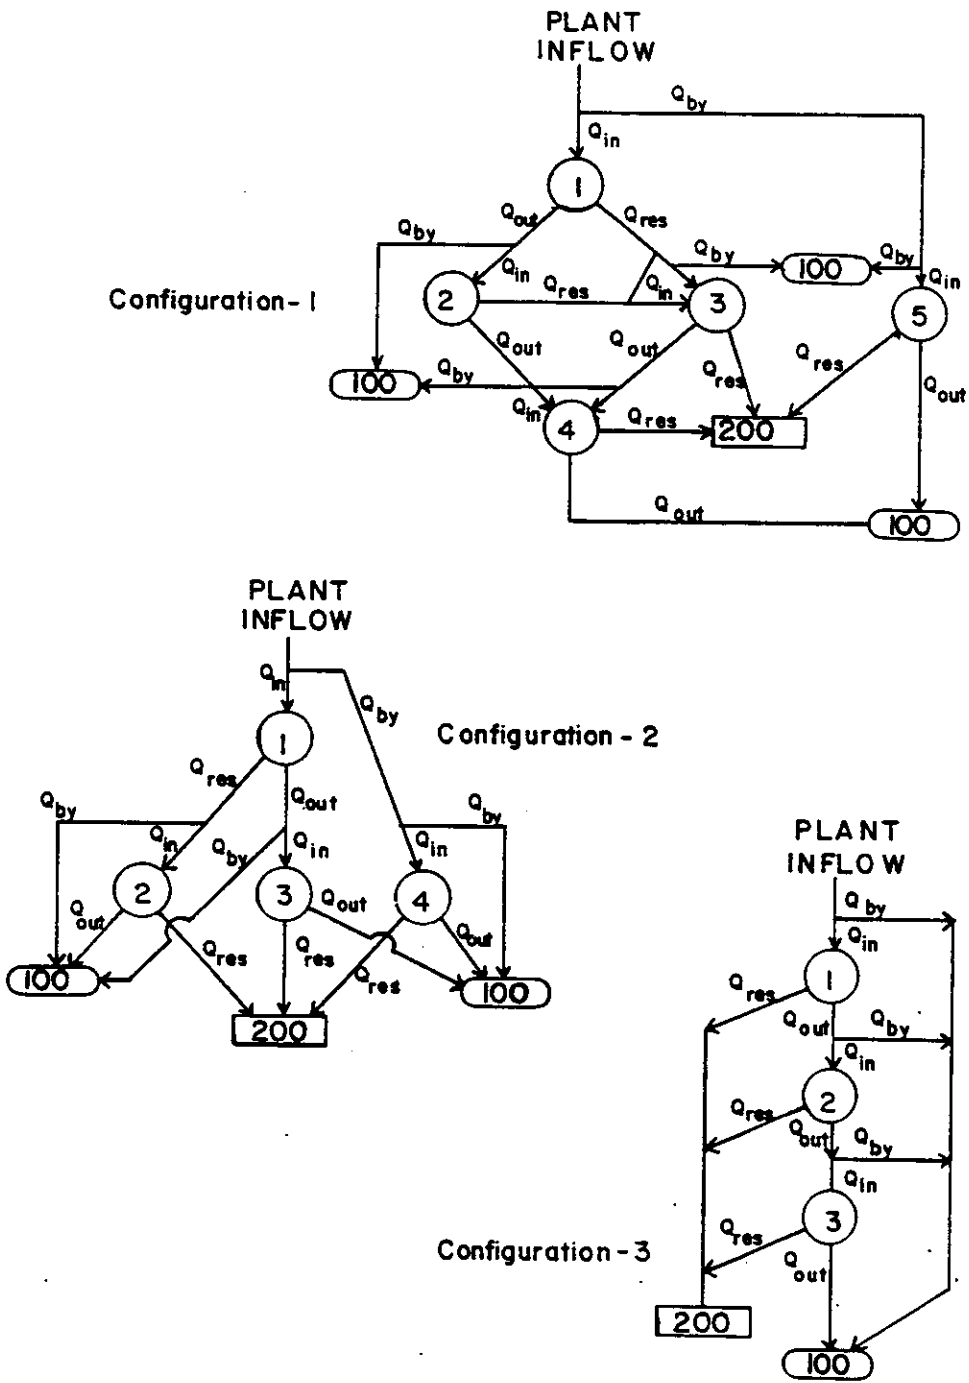 PLANT
INFLOW
Qby
Qin
1
Qout
Qres
Qby
Qby
100
Qby
Qin
Qin
Configuration-1
2
Qres
Qin
3
5
Qout
Qout
Qres
Qres
100
Qby
Qout
Qin
4
Qres
200
Qout
100
PLANT
INFLOW
Qin
Qby
1
Configuration - 2
Qres
Qout
Qby
Qby
Qin
Qby
Qin
Qin
2
3
4
Qout
Qout
Qout
Qres
Qres
Qres
100
100
200
PLANT
INFLOW
Qby
Qin
1
Qres
Qout
Qby
Qin
2
Qres
Qout
Qby
Qin
3
Qres
Configuration-3
Qout
200
100